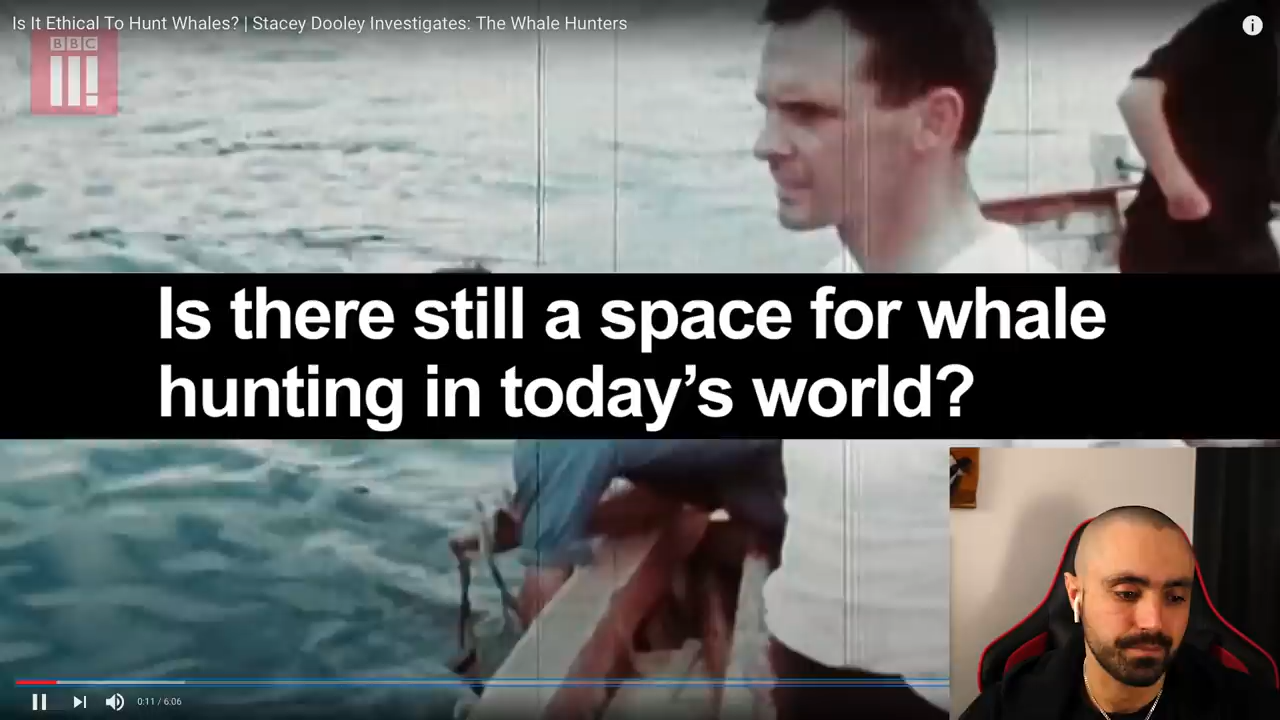 Is It Ethical To Hunt Whales? | Stacey Dooley Investigates: The Whale Hunters
BBC
Is there still a space for whale
hunting in today’s world?
0:11 / 6:06